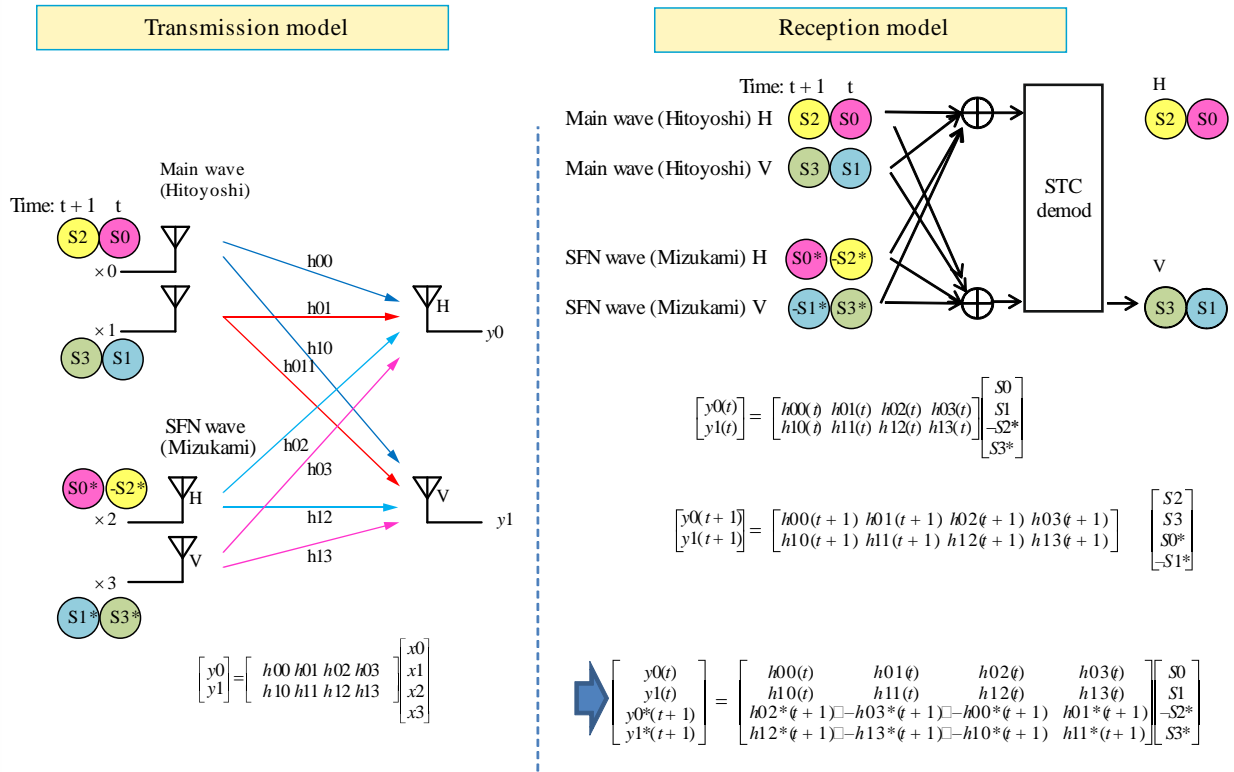 Transmission model
Main wave
(Hitoyoshi)
Time: t + 1 t
S2 S0
×0
×1
S3 S1
SFN wave
(Mizukami)
S0* -S2*
H
×2
V
×3
S1* S3*
h00
h01
h10
h011
h02
h03
h12
h13
H
y0
V
y1
[y0
y1] = [h00 h01 h02 h03
h10 h11 h12 h13] [x0
x1
x2
x3]
Reception model
Time: t + 1 t
Main wave (Hitoyoshi) H S2 S0
Main wave (Hitoyoshi) V S3 S1
SFN wave (Mizukami) H S0* -S2*
SFN wave (Mizukami) V -S1* S3*
STC
demod
H
S2 S0
V
S3 S1
[y0(t)
y1(t)] = [h00(t) h01(t) h02(t) h03(t)
h10(t) h11(t) h12(t) h13(t)] [S0
S1
–S2*
S3*]
[y0(t + 1)
y1(t + 1)] = [h00(t + 1) h01(t + 1) h02(t + 1) h03(t + 1)
h10(t + 1) h11(t + 1) h12(t + 1) h13(t + 1)] [S2
S3
S0*
–S1*]
[y0(t)
y1(t)
y0*(t + 1)
y1*(t + 1)] = [h00(t) h01(t) h02(t) h03(t)
h10(t) h11(t) h12(t) h13(t)
h02*(t + 1)□–h03*(t + 1)□–h00*(t + 1) h01*(t + 1)
h12*(t + 1)□–h13*(t + 1)□–h10*(t + 1) h11*(t + 1)] [S0
S1
–S2*
S3*]